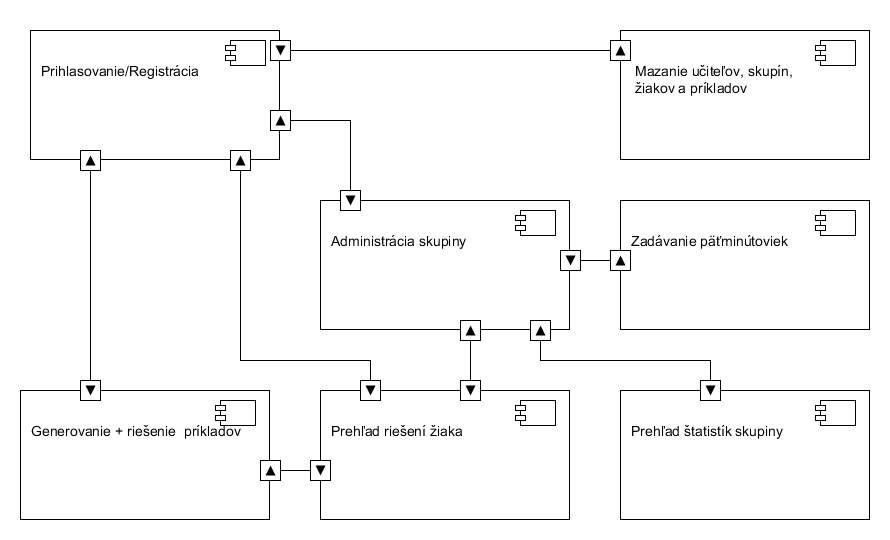 Prihlasovanie/Registrácia
Mazanie učiteľov, skupín,
žiakov a príkladov
Administrácia skupiny
Zadávanie päťminútoviek
Generovanie + riešenie  príkladov
Prehľad riešení žiaka
Prehľad štatistík skupiny